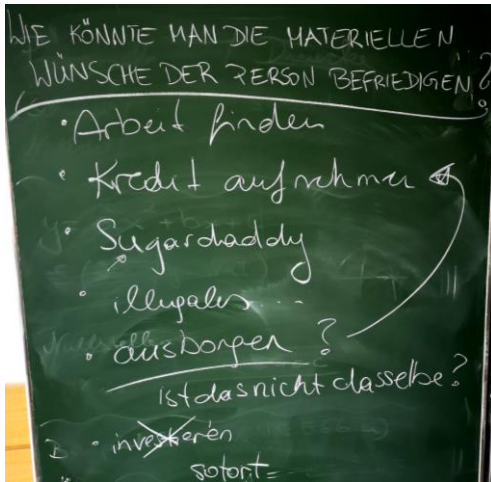 WIE KÖNNTE MAN DIE MATERIELLEN
WÜNSCHE DER PERSON BEFRIEDIGEN?
• Arbeit finden
• Kredit aufnehmen
• Sugardaddy
• illegales ...
• ausborgen ?
ist das nicht dasselbe?
• investieren
sofort=